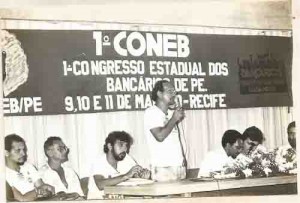 1º CONEB
1º CONGRESSO ESTADUAL DOS
BANCÁRIOS DE PE.
EB/PE
9,10 e 11 DE MA
RECIFE